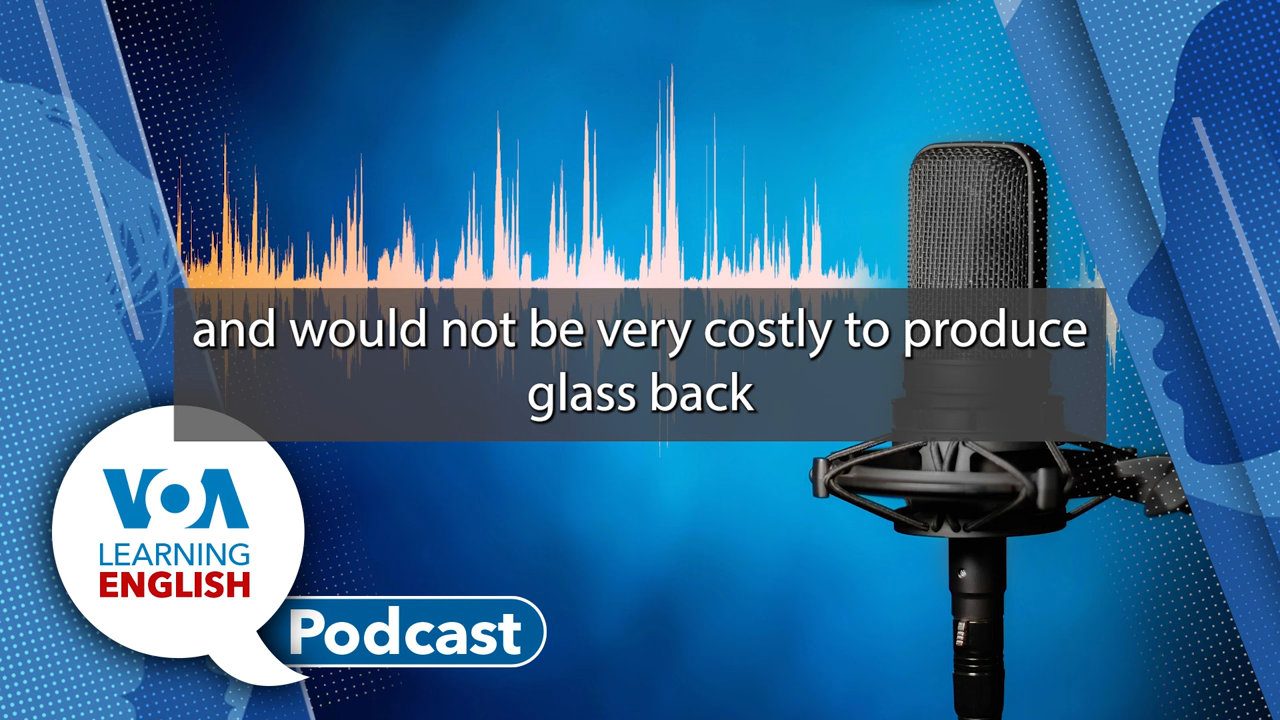 and would not be very costly to produce
glass back
VOA
LEARNING
ENGLISH
Podcast